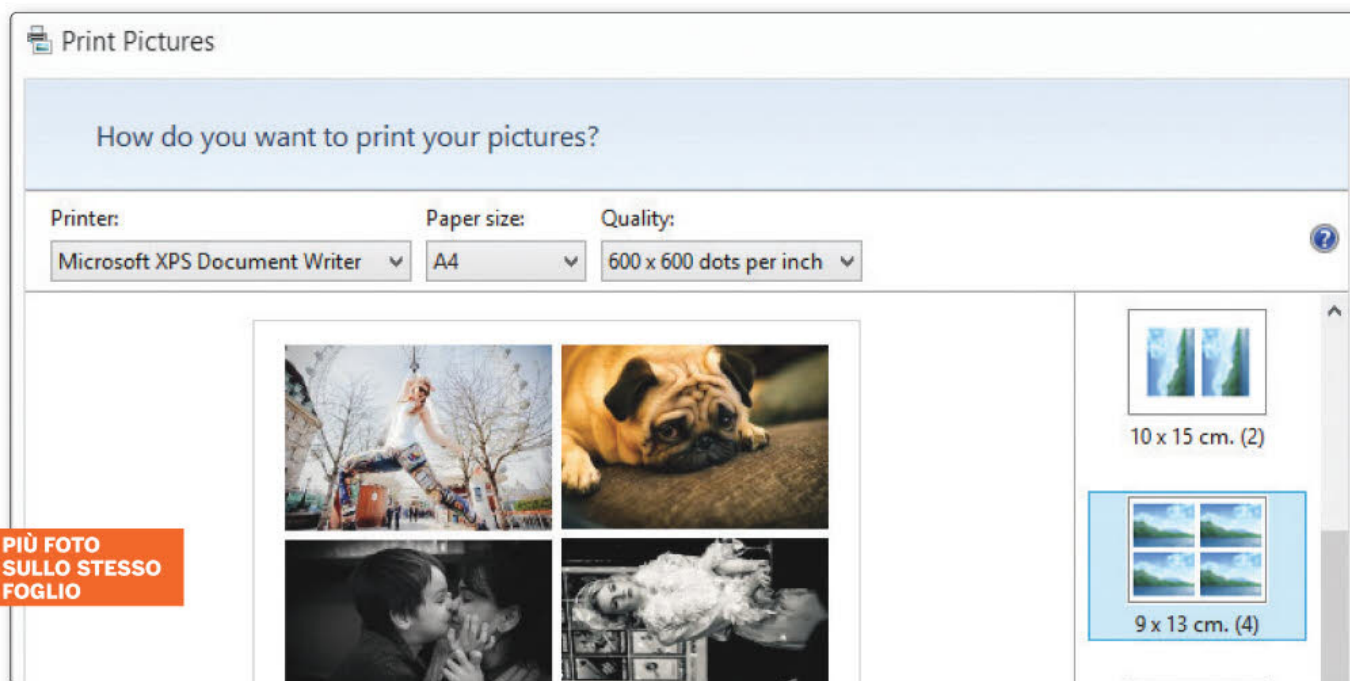 Print Pictures
How do you want to print your pictures?
Printer:
Paper size:
Quality:
Microsoft XPS Document Writer
A4
600 x 600 dots per inch
?
10 x 15 cm. (2)
PIÙ FOTO
SULLO STESSO
FOGLIO
9 x 13 cm. (4)